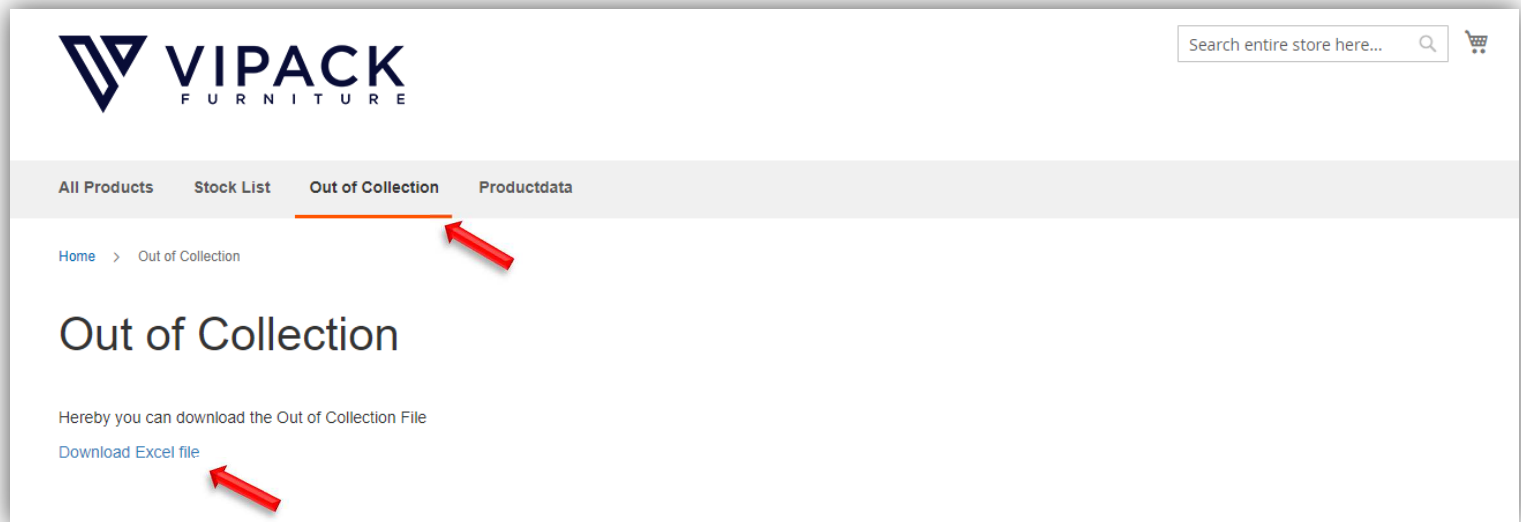 VIPACK
FURNITURE
Search entire store here...
All Products Stock List Out of Collection Productdata
Home > Out of Collection
Out of Collection
Hereby you can download the Out of Collection File
Download Excel file